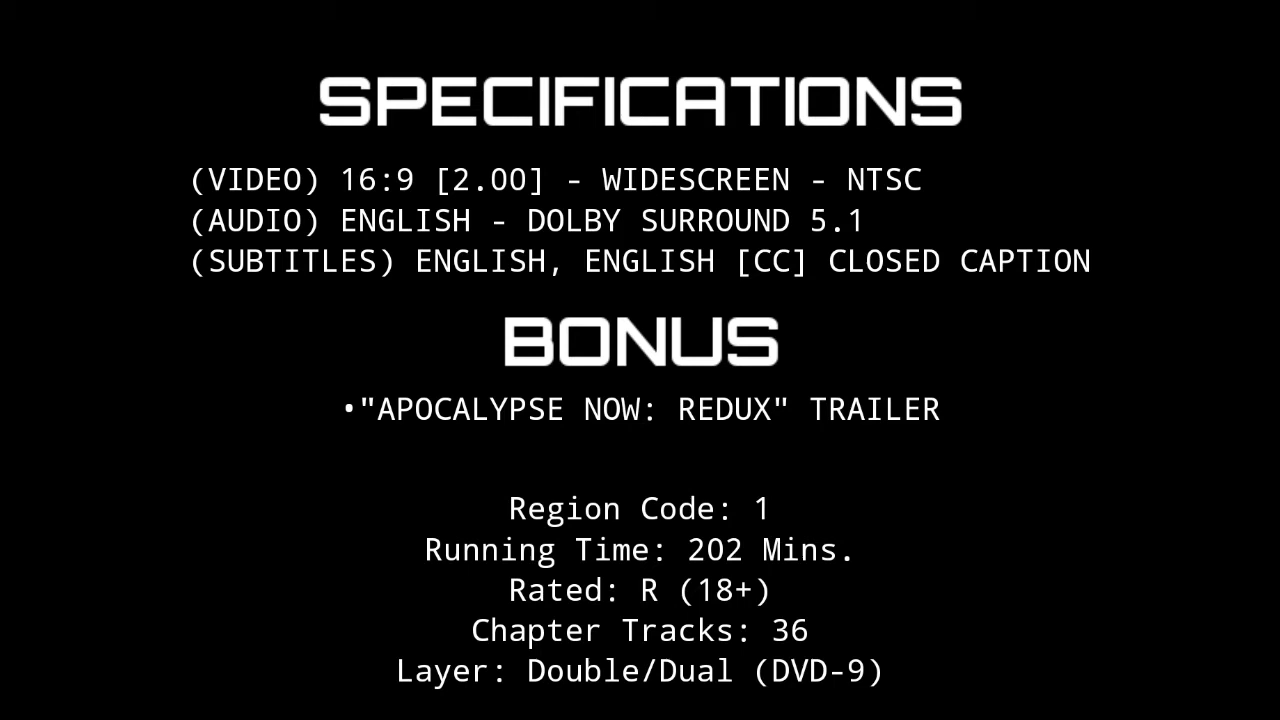 SPECIFICATIONS
(VIDEO) 16:9 [2.00] - WIDESCREEN - NTSC
(AUDIO) ENGLISH - DOLBY SURROUND 5.1
(SUBTITLES) ENGLISH, ENGLISH [CC] CLOSED CAPTION
BONUS
•"APOCALYPSE NOW: REDUX" TRAILER
Region Code: 1
Running Time: 202 Mins.
Rated: R (18+)
Chapter Tracks: 36
Layer: Double/Dual (DVD-9)